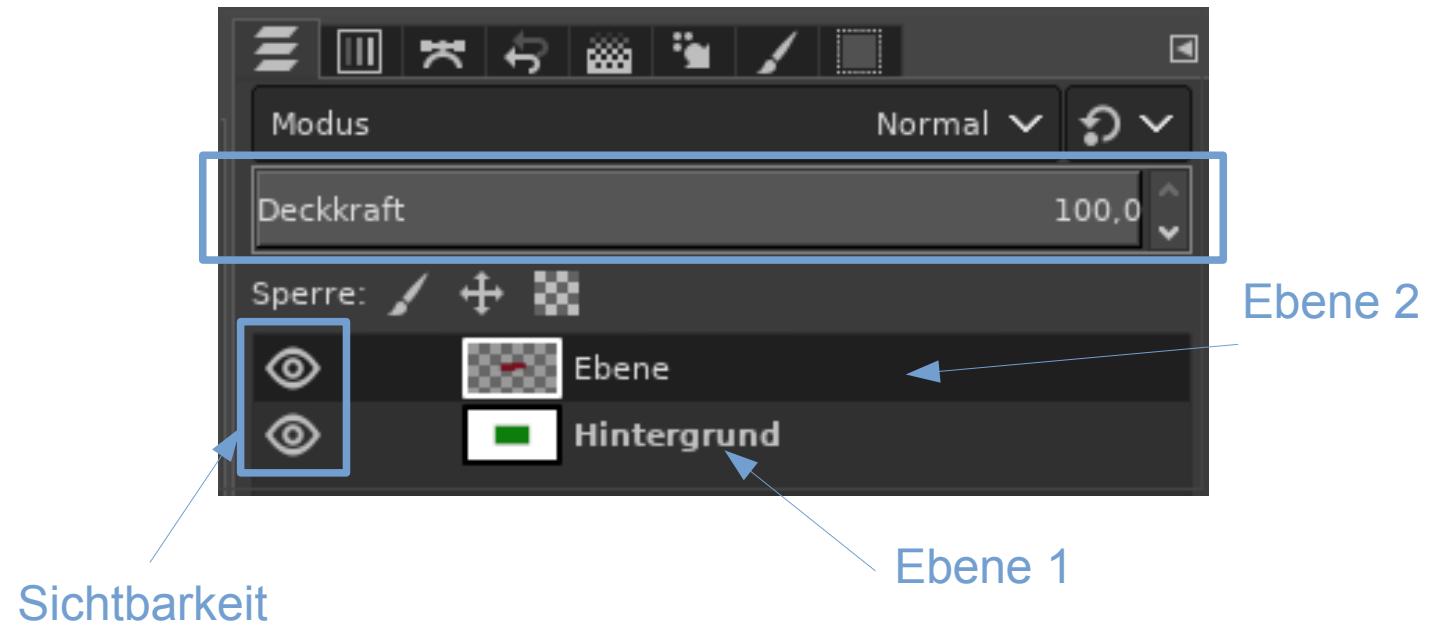 Modus Normal
Deckkraft 100,0
Sperre:
Ebene 2
Ebene
Hintergrund
Ebene 1
Sichtbarkeit